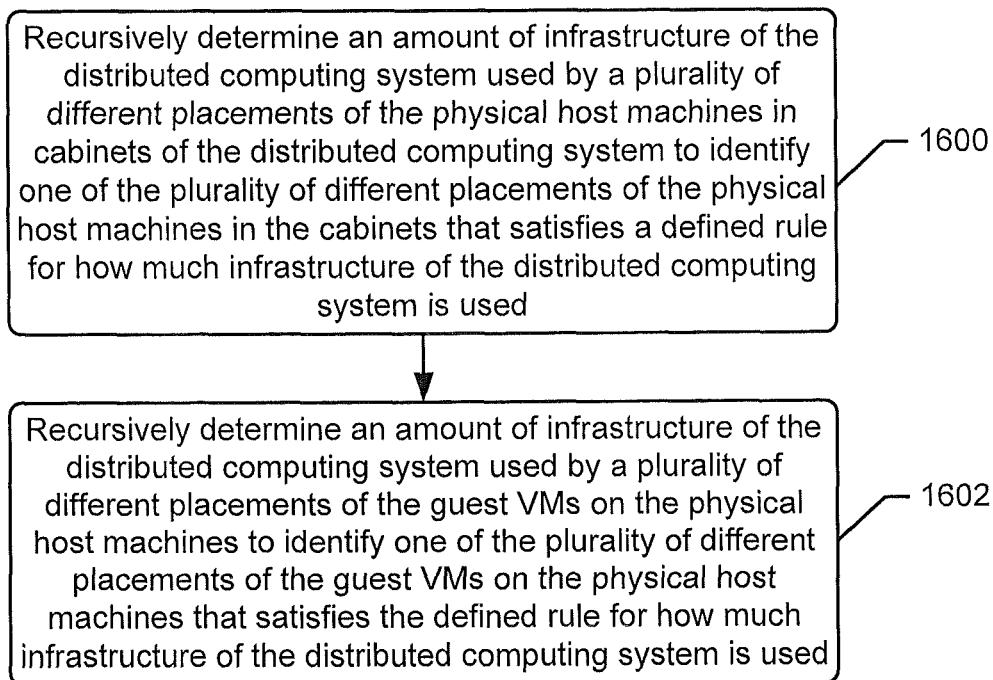 Recursively determine an amount of infrastructure of the
distributed computing system used by a plurality of
different placements of the physical host machines in
cabinets of the distributed computing system to identify
one of the plurality of different placements of the physical
host machines in the cabinets that satisfies a defined rule
for how much infrastructure of the distributed computing
system is used
1600
Recursively determine an amount of infrastructure of the
distributed computing system used by a plurality of
different placements of the guest VMs on the physical
host machines to identify one of the plurality of different
placements of the guest VMs on the physical host
machines that satisfies the defined rule for how much
infrastructure of the distributed computing system is used
1602